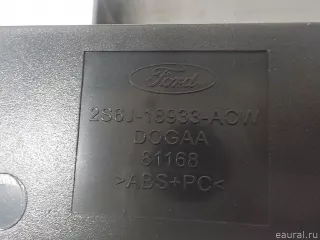 Ford
2S6J-18933-ACW
DOGAA
81168
>ABS+PC<
eaural.ru